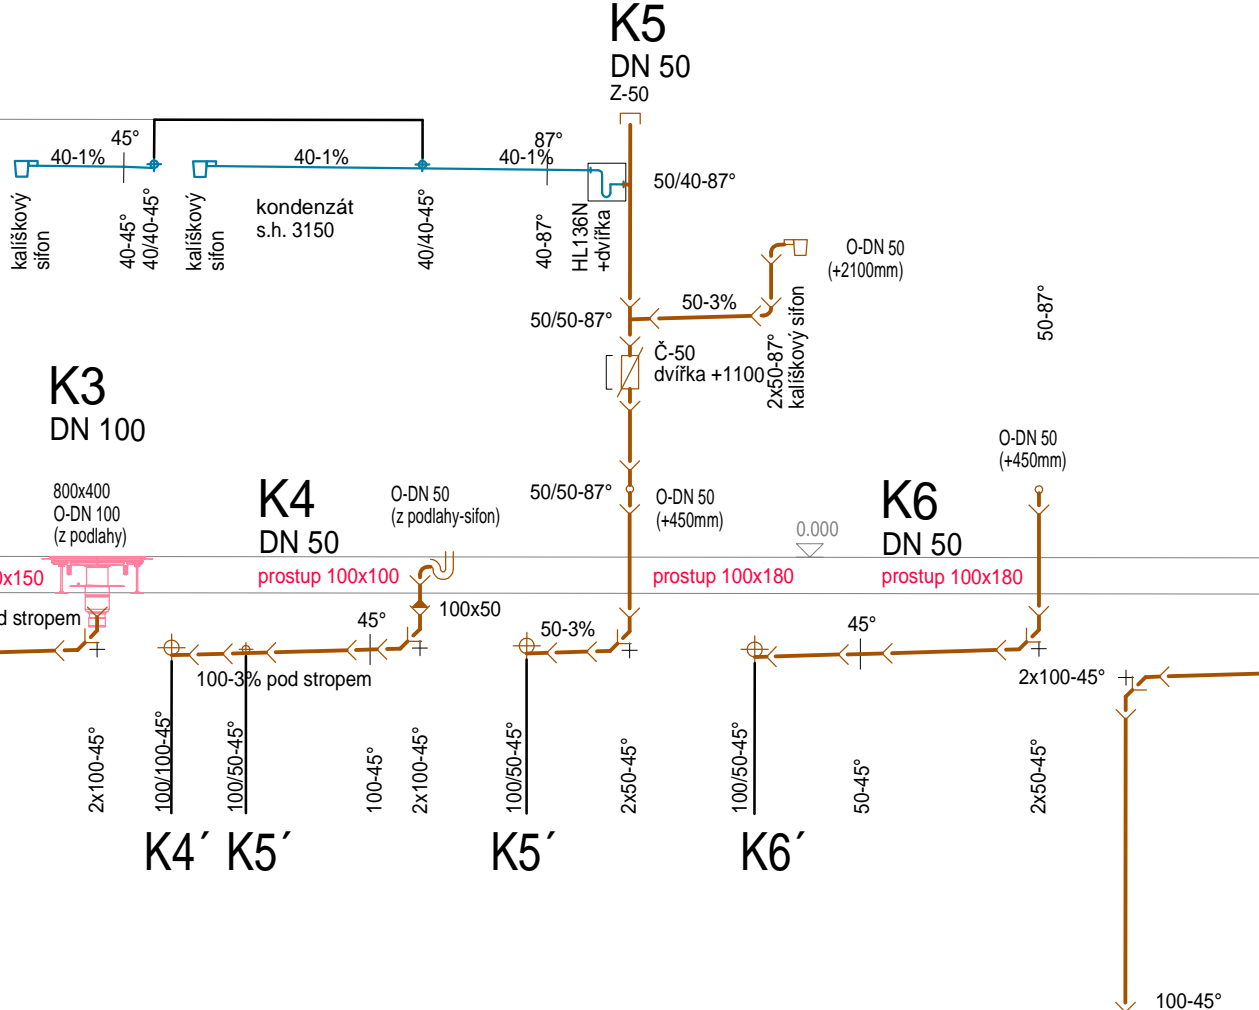 K5
DN 50
Z-50
45°
87°
40-1%
40-1%
40-1%
50/40-87°
kalíškový
sifon
40-45°
40/40-45°
kalíškový
sifon
kondenzát
s.h. 3150
40/40-45°
40-87°
HL136N
+dvířka
O-DN 50
(+2100mm)
50-3%
50/50-87°
50-87°
Č-50
dvířka +1100
2x50-87°
kalíškový sifon
K3
DN 100
800x400
O-DN 100
(z podlahy)
K4
DN 50
O-DN 50
(z podlahy-sifon)
50/50-87°
O-DN 50
(+450mm)
0.000
K6
DN 50
O-DN 50
(+450mm)
0x150
prostup 100x100
prostup 100x180
prostup 100x180
d stropem
100x50
45°
50-3%
45°
100-3% pod stropem
2x100-45°
2x100-45°
100/100-45°
100/50-45°
100-45°
2x100-45°
100/50-45°
2x50-45°
100/50-45°
50-45°
2x50-45°
K4´
K5´
K5´
K6´
100-45°